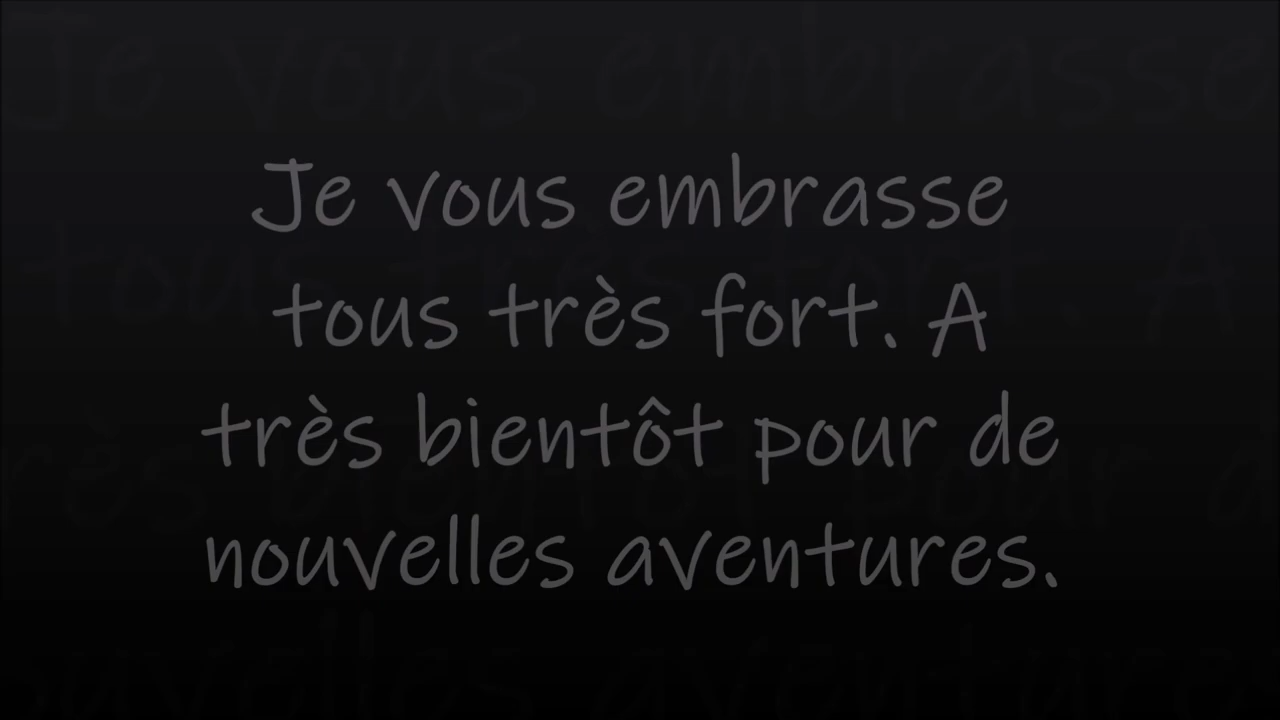 Je vous embrasse
tous très fort. A
très bientôt pour de
nouvelles aventures.